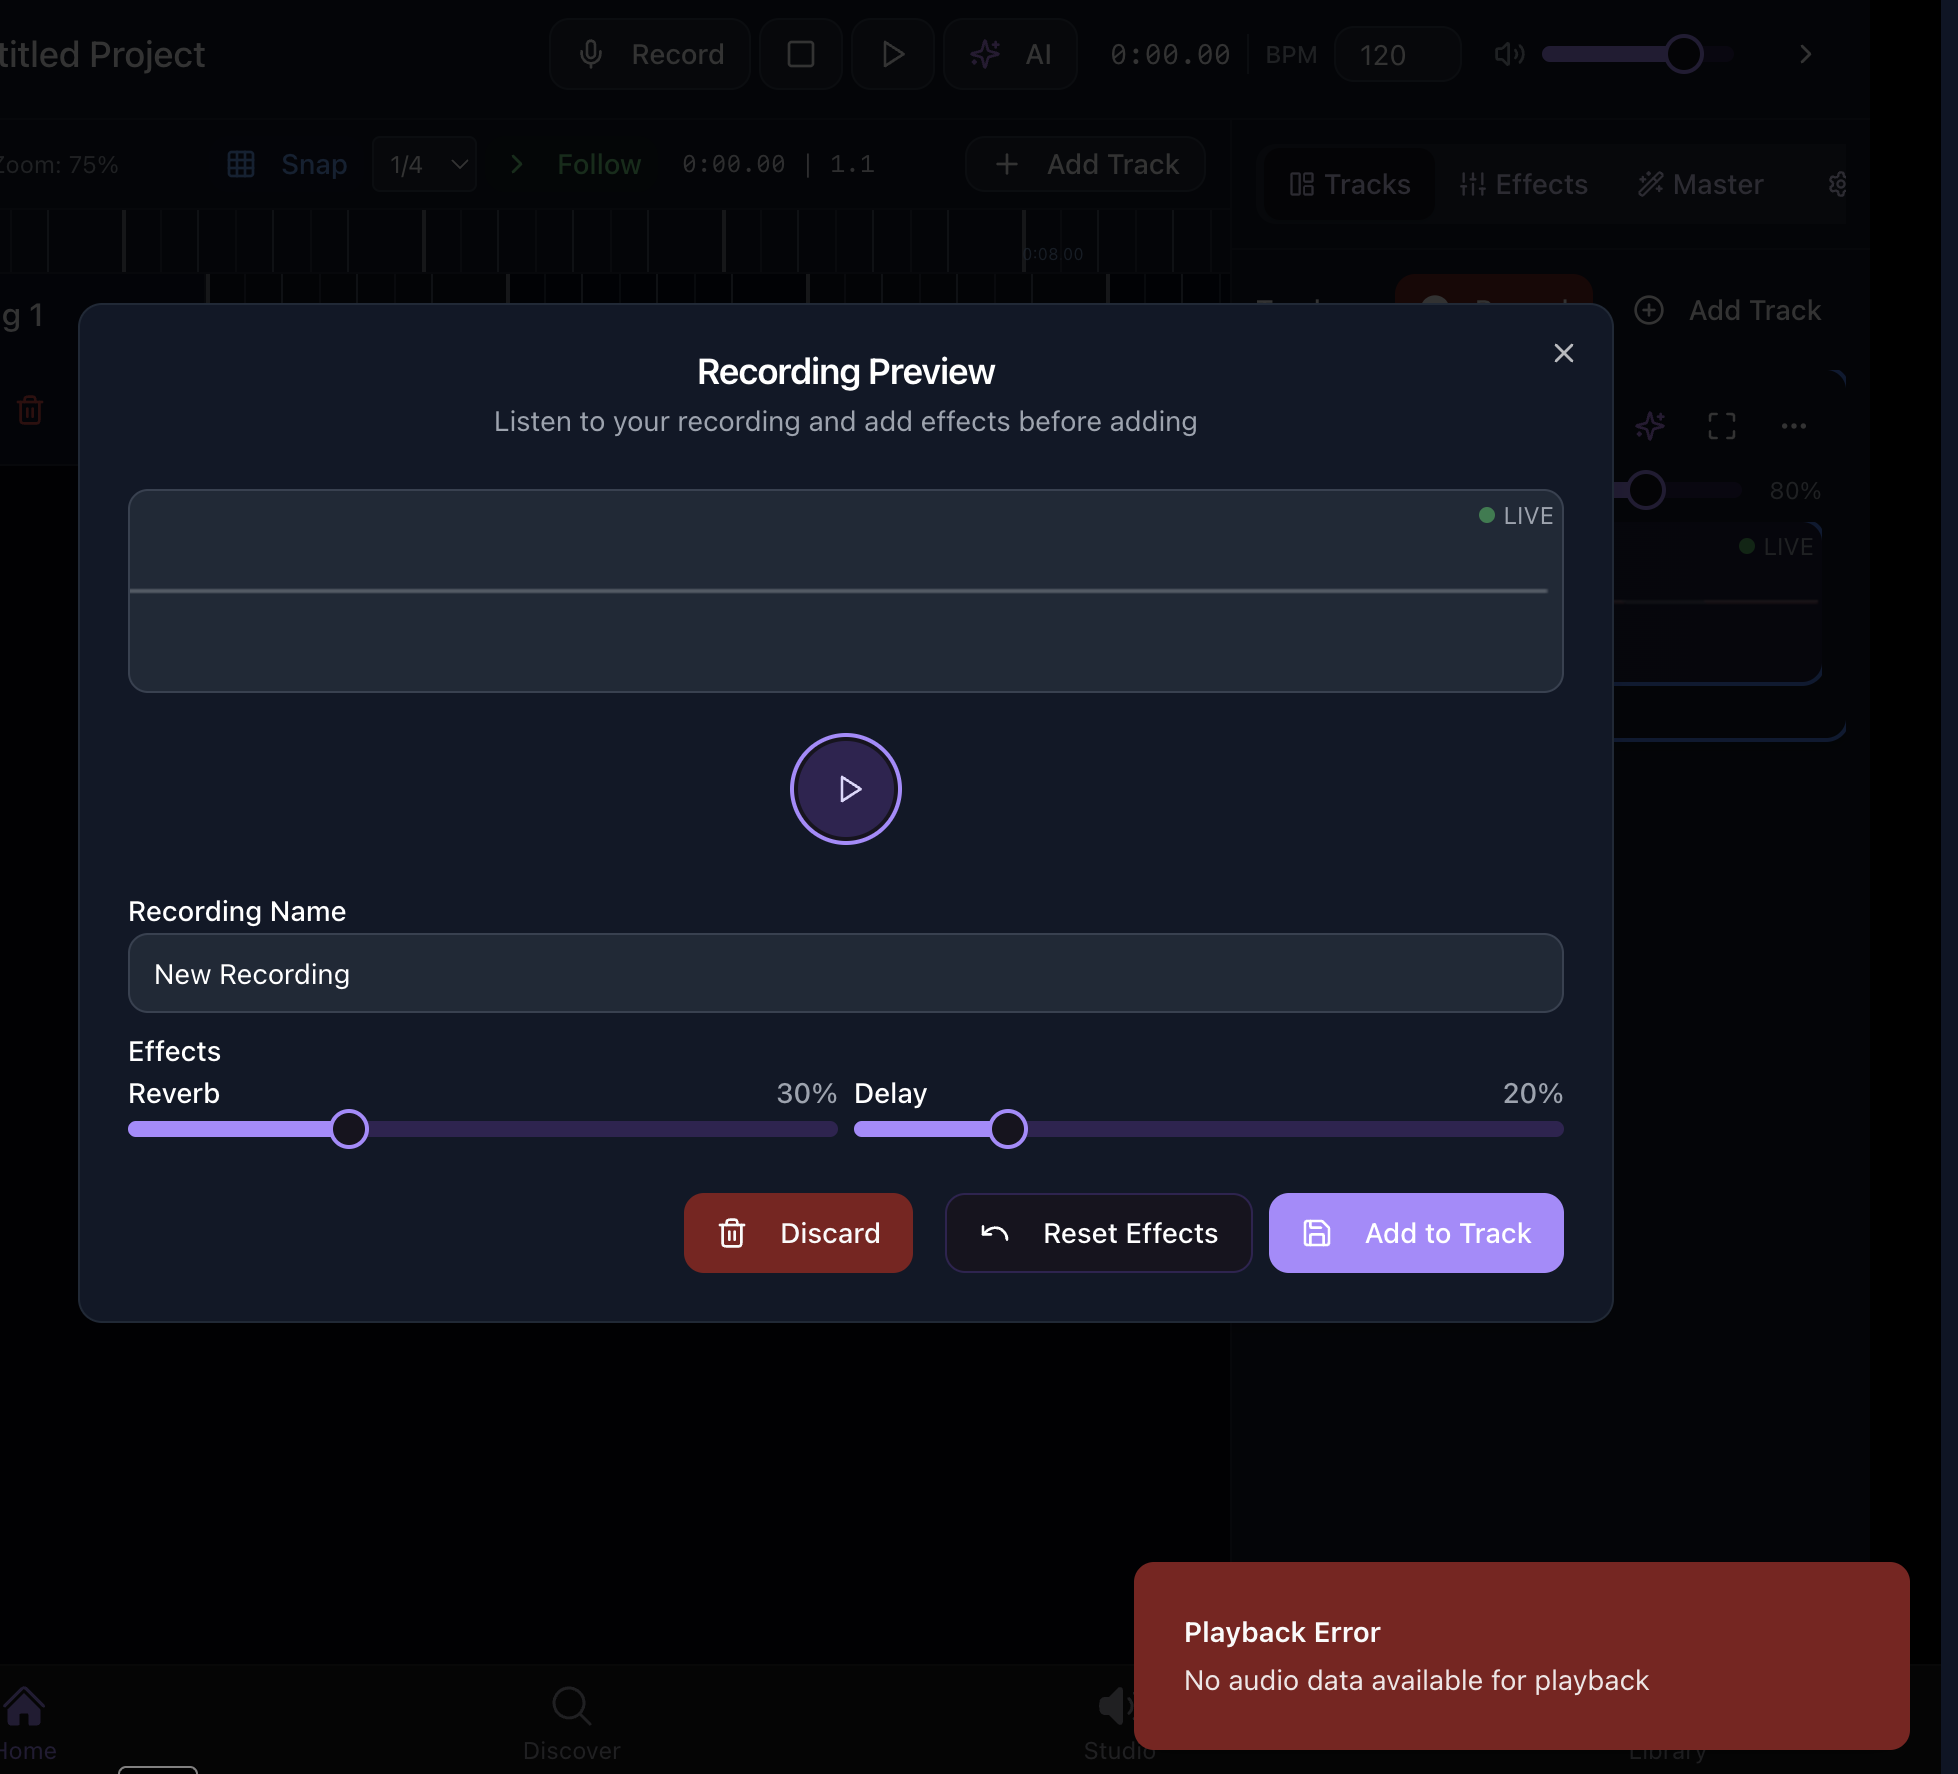 titled Project
Record
AI
0:00.00
BPM
120
Zoom: 75%
Snap
1/4
Follow
0:00.00 | 1.1
Add Track
Tracks
Effects
Master
0:08.00
g 1
Add Track
80%
LIVE
Recording Preview
Listen to your recording and add effects before adding
LIVE
Recording Name
New Recording
Effects
Reverb
30%
Delay
20%
Discard
Reset Effects
Add to Track
Playback Error
No audio data available for playback
Home
Discover
Studio
Library